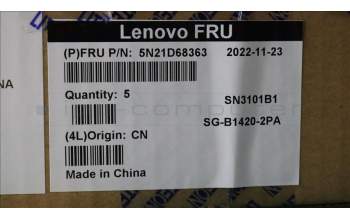 Lenovo FRU
(P)FRU P/N: 5N21D68363 2022-11-23
Quantity: 5
SN3101B1
SG-B1420-2PA
(4L)Origin: CN
Made in China
NA